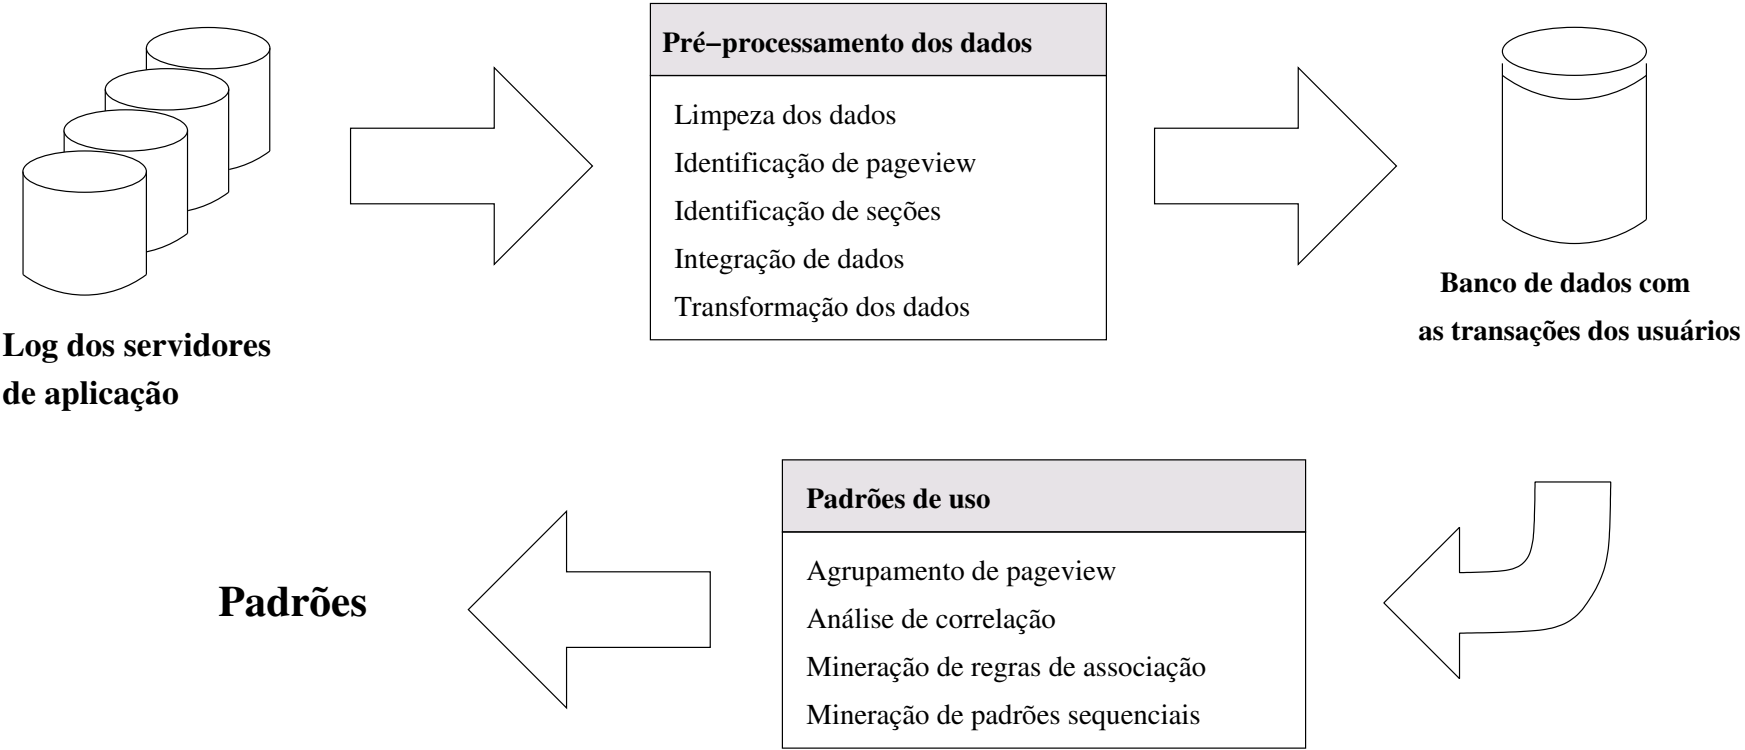 Log dos servidores
de aplicação
Pré−processamento dos dados
Limpeza dos dados
Identificação de pageview
Identificação de seções
Integração de dados
Transformação dos dados
Banco de dados com
as transações dos usuários
Padrões de uso
Agrupamento de pageview
Análise de correlação
Mineração de regras de associação
Mineração de padrões sequenciais
Padrões